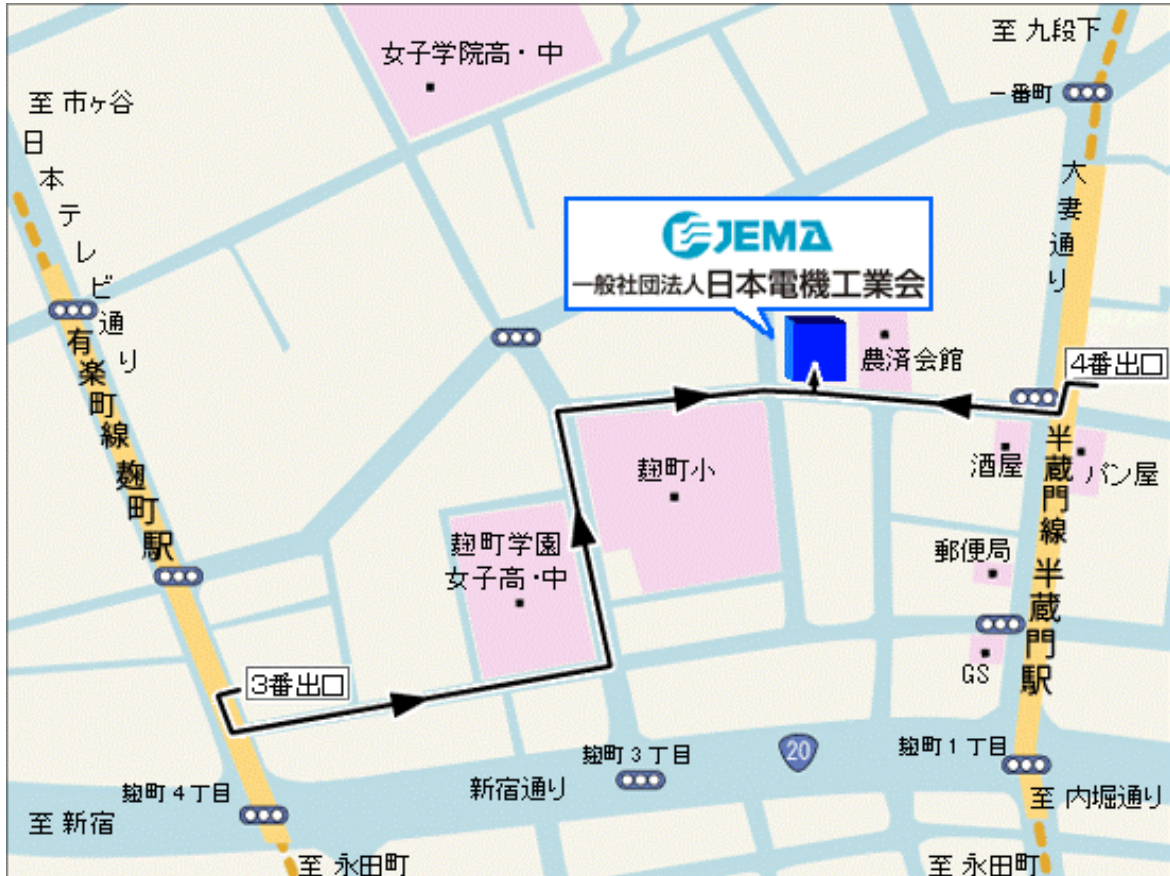 女子学院高・中
至 九段下
一番町
至 市ヶ谷
日本テレビ通り
大妻通り
JEMA
一般社団法人日本電機工業会
農済会館
4番出口
有楽町線 麹町駅
麹町小
酒屋
パン屋
半蔵門線 半蔵門駅
麹町学園
女子高・中
郵便局
GS
3番出口
麹町3丁目
20
麹町1丁目
新宿通り
麹町4丁目
至 内堀通り
至 新宿
至 永田町
至 永田町